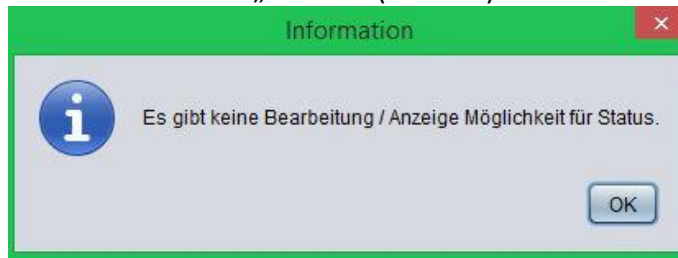 Information
Es gibt keine Bearbeitung / Anzeige Möglichkeit für Status.
OK